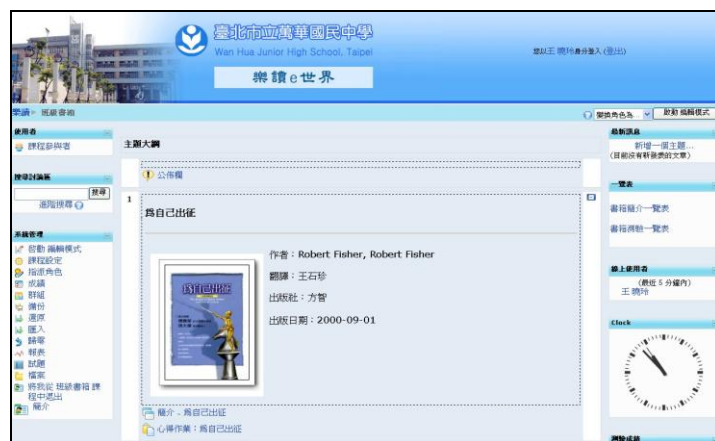 臺北市立萬華國民中學
Wan Hua Junior High School, Taipei
樂讀e世界
您以王曉玲身分登入 (登出)
樂讀► 班級書箱
變換角色為...
啟動 編輯模式
使用者
課程參與者
搜尋討論區
搜尋
進階搜尋
系統管理
啟動 編輯模式
課程設定
指派角色
成績
群組
備份
還原
匯入
歸零
報表
試題
檔案
將我從 班級書箱 課
程中退出
簡介
主題大綱
公佈欄
1
為自己出征
作者：Robert Fisher, Robert Fisher
翻譯：王石珍
出版社：方智
出版日期：2000-09-01
為自己出征
簡介 - 為自己出征
心得作業：為自己出征
最新訊息
新增一個主題...
(目前沒有新發表的文章)
一覽表
書籍簡介一覽表
書籍測驗一覽表
線上使用者
(最近 5 分鐘內)
王曉玲
Clock
測驗成績